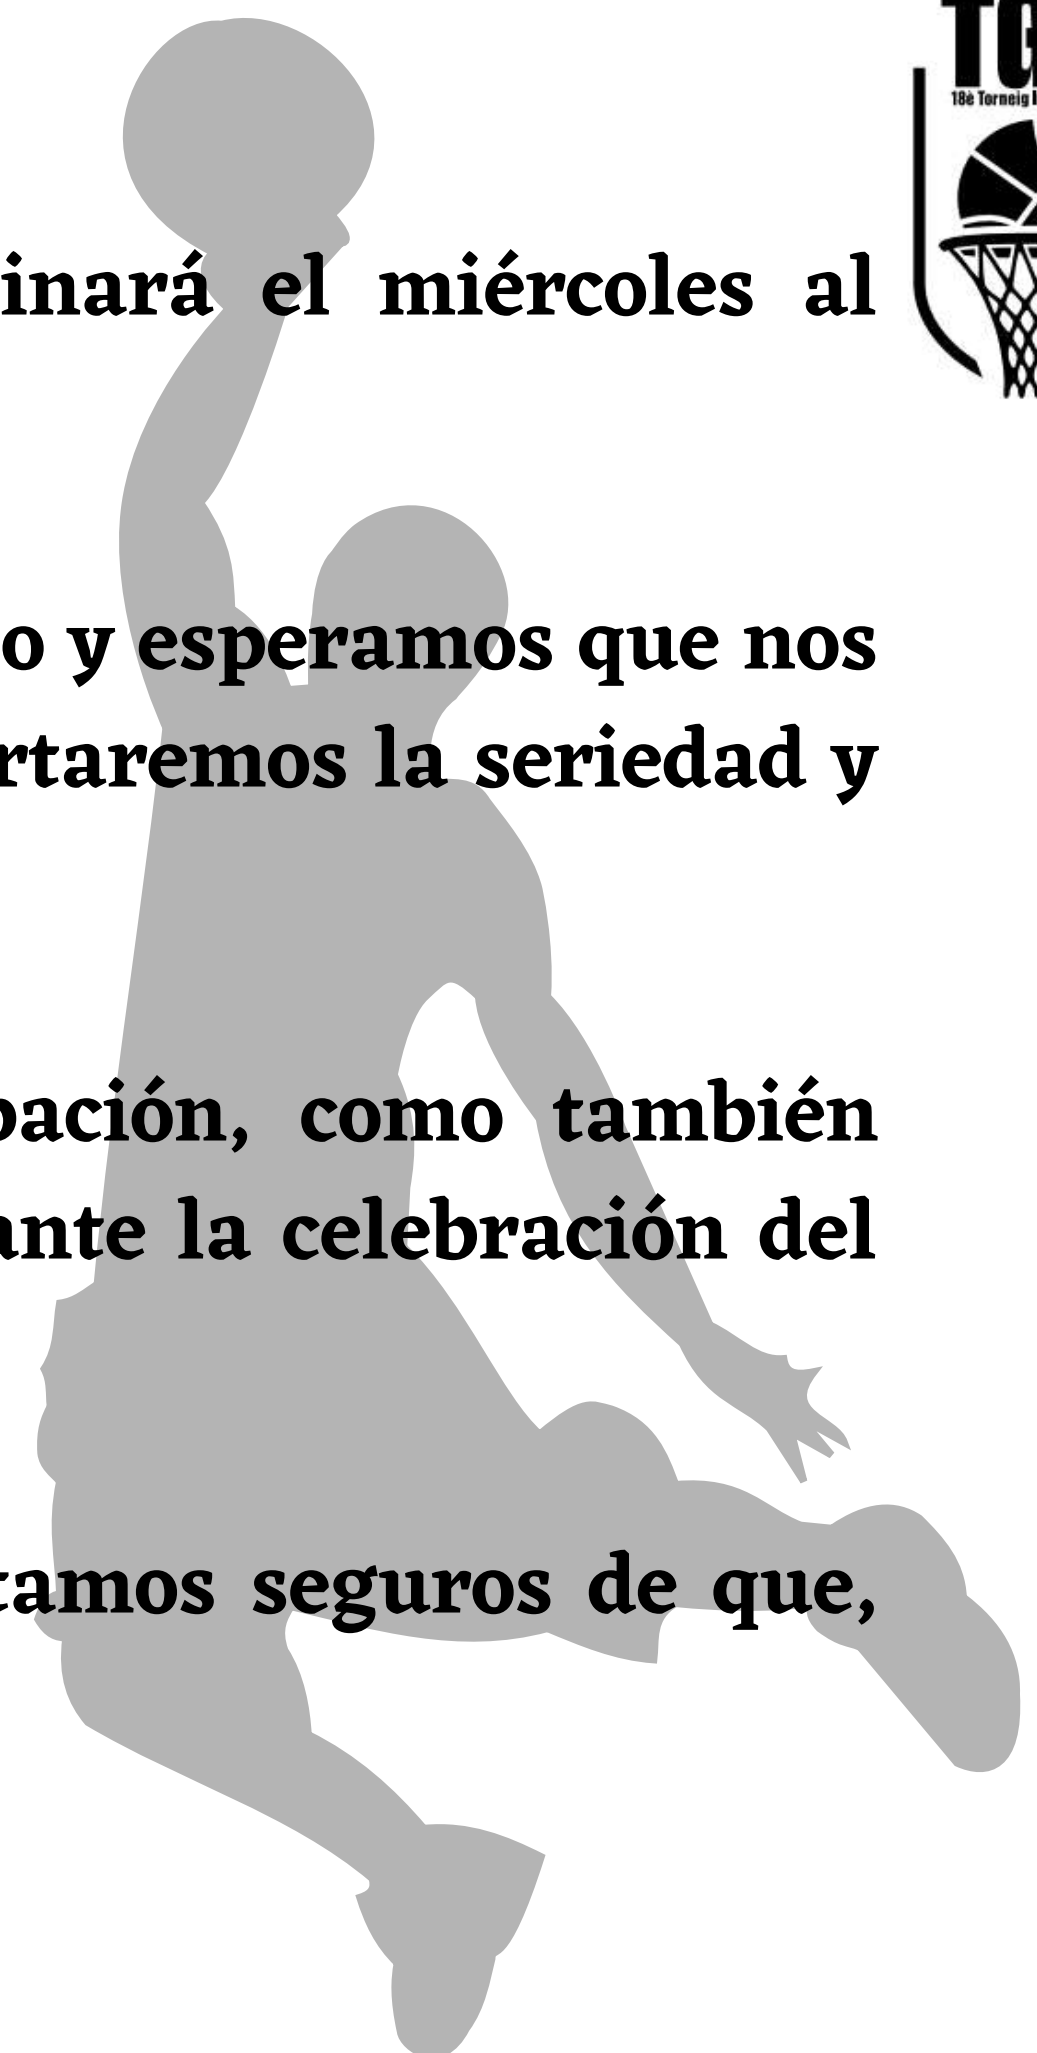 18è Torneig
inará el miércoles al
o y esperamos que nos
rtaremos la seriedad y
pación, como también
ante la celebración del
tamos seguros de que,